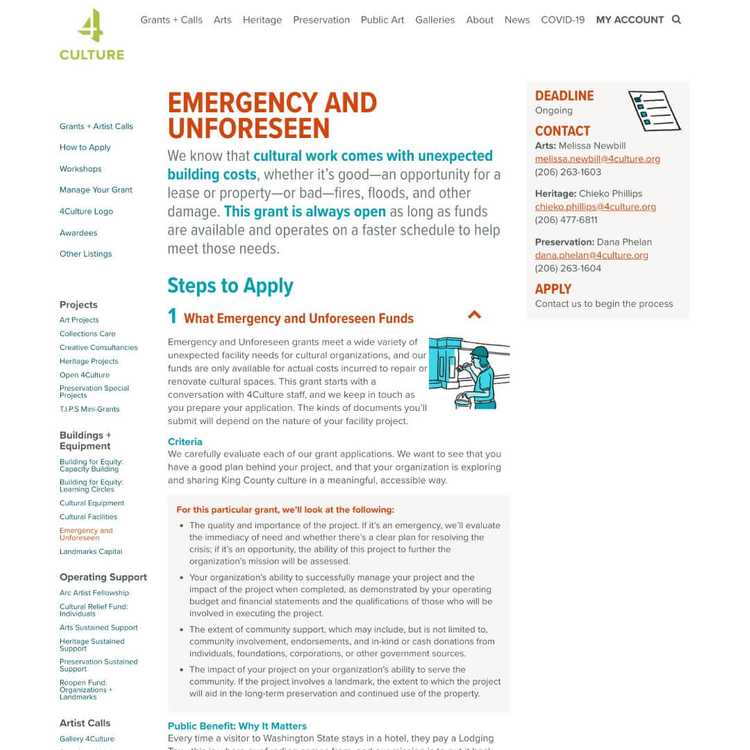 4
CULTURE
Grants + Calls Arts Heritage Preservation Public Art Galleries About News COVID-19 MY ACCOUNT
Grants + Artist Calls
How to Apply
Workshops
Manage Your Grant
4Culture Logo
Awardees
Other Listings
Projects
Art Projects
Collections Care
Creative Consultancies
Heritage Projects
Open 4Culture
Preservation Special
Projects
T.I.P.S Mini-Grants
Buildings +
Equipment
Building for Equity:
Capacity Building
Building for Equity:
Learning Circles
Cultural Equipment
Cultural Facilities
Emergency and
Unforeseen
Landmarks Capital
Operating Support
Arc Artist Fellowship
Cultural Relief Fund:
Individuals
Arts Sustained Support
Heritage Sustained
Support
Preservation Sustained
Support
Reopen Fund:
Organizations +
Landmarks
Artist Calls
Gallery 4Culture
EMERGENCY AND
UNFORESEEN
We know that cultural work comes with unexpected
building costs, whether it's good—an opportunity for a
lease or property—or bad—fires, floods, and other
damage. This grant is always open as long as funds
are available and operates on a faster schedule to help
meet those needs.
Steps to Apply
1 What Emergency and Unforeseen Funds
Emergency and Unforeseen grants meet a wide variety of
unexpected facility needs for cultural organizations, and our
funds are only available for actual costs incurred to repair or
renovate cultural spaces. This grant starts with a
conversation with 4Culture staff, and we keep in touch as
you prepare your application. The kinds of documents you'll
submit will depend on the nature of your facility project.
Criteria
We carefully evaluate each of our grant applications. We want to see that you
have a good plan behind your project, and that your organization is exploring
and sharing King County culture in a meaningful, accessible way.
For this particular grant, we'll look at the following:
• The quality and importance of the project. If it's an emergency, we'll evaluate
the immediacy of need and whether there's a clear plan for resolving the
crisis; if it's an opportunity, the ability of this project to further the
organization's mission will be assessed.
• Your organization's ability to successfully manage your project and the
impact of the project when completed, as demonstrated by your operating
budget and financial statements and the qualifications of those who will be
involved in executing the project.
• The extent of community support, which may include, but is not limited to,
community involvement, endorsements, and in-kind or cash donations from
individuals, foundations, corporations, or other government sources.
• The impact of your project on your organization's ability to serve the
community. If the project involves a landmark, the extent to which the project
will aid in the long-term preservation and continued use of the property.
Public Benefit: Why It Matters
Every time a visitor to Washington State stays in a hotel, they pay a Lodging
DEADLINE
Ongoing
CONTACT
Arts: Melissa Newbill
melissa.newbill@4culture.org
(206) 263-1603
Heritage: Chieko Phillips
chieko.phillips@4culture.org
(206) 477-6811
Preservation: Dana Phelan
dana.phelan@4culture.org
(206) 263-1604
APPLY
Contact us to begin the process